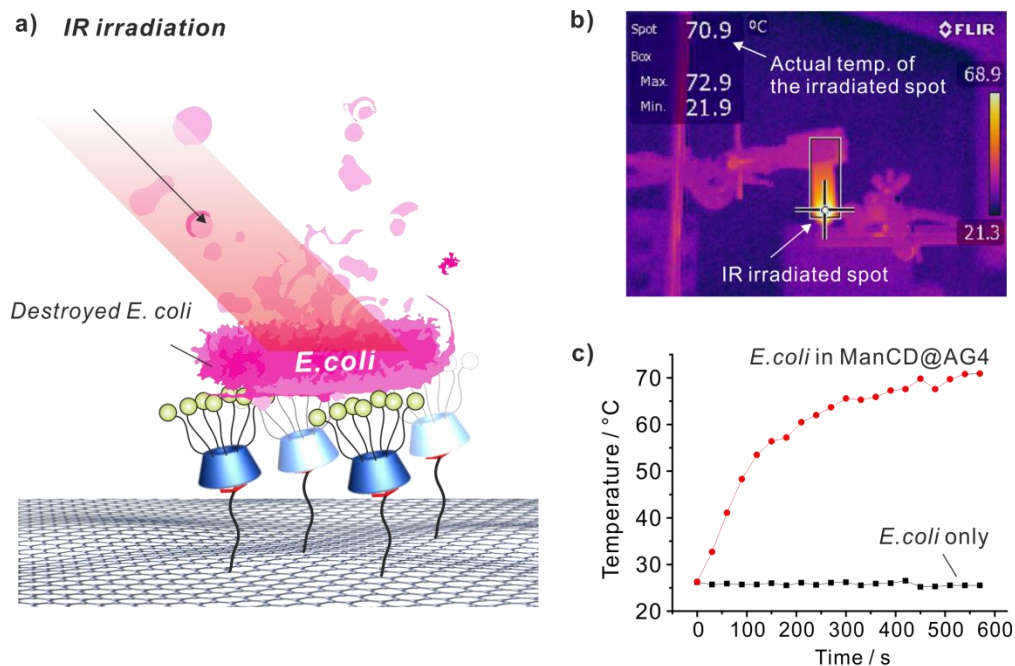 a) IR irradiation
Destroyed E. coli
E.coli
b)
Spot 70.9 °C
FLIR
Box
Max. 72.9
Min. 21.9
Actual temp. of
the irradiated spot
68.9
21.3
IR irradiated spot
c)
E.coli in ManCD@AG4
E.coli only
Temperature / °C
70
60
50
40
30
20
0 100 200 300 400 500 600
Time / s